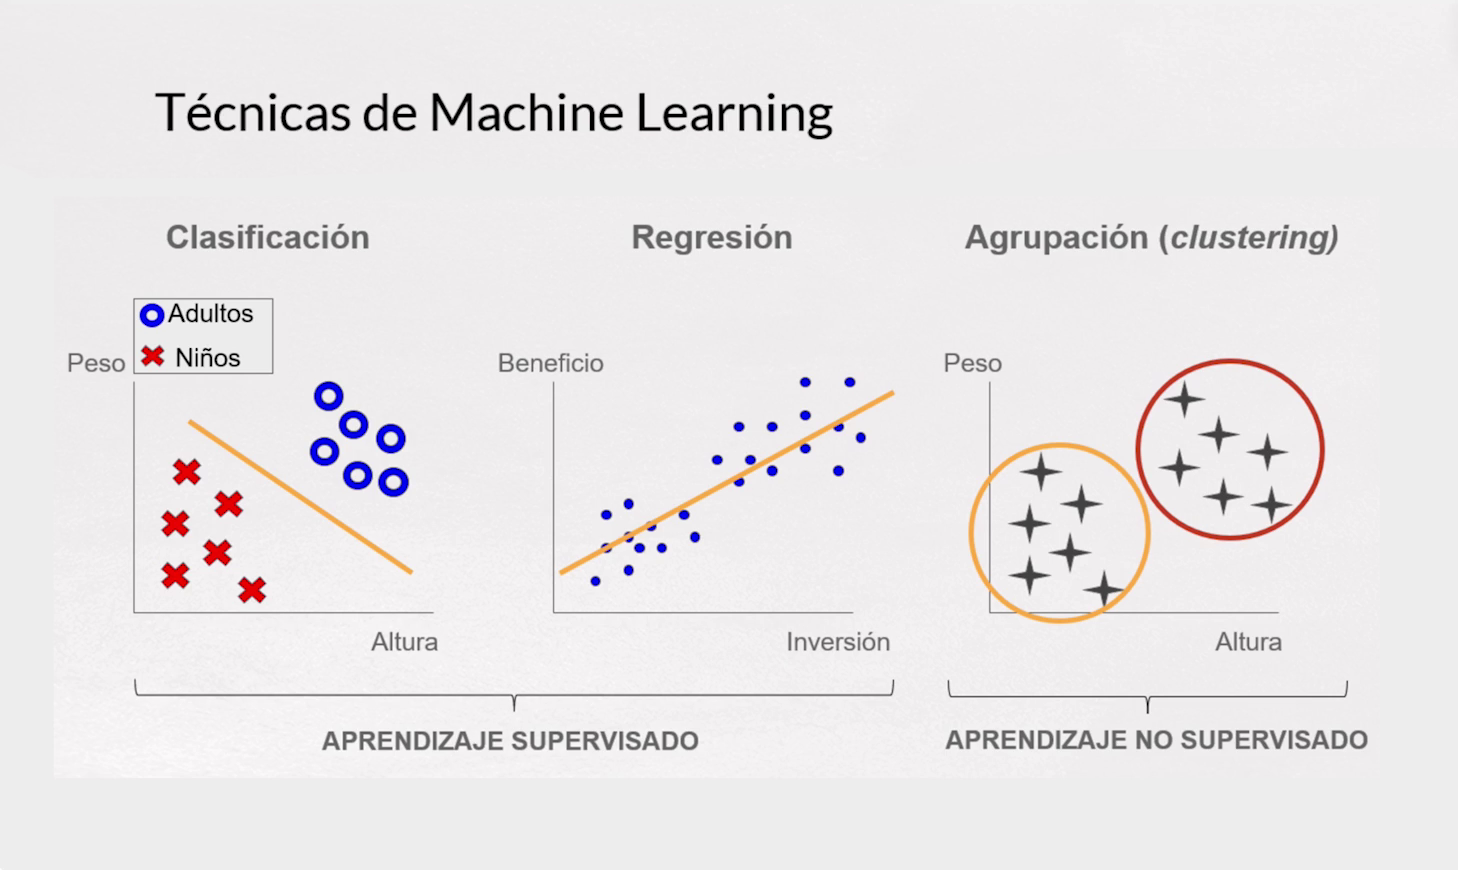 Técnicas de Machine Learning
Clasificación
Adultos
Niños
Peso
Altura
Regresión
Beneficio
Inversión
Agrupación (clustering)
Peso
Altura
APRENDIZAJE SUPERVISADO
APRENDIZAJE NO SUPERVISADO